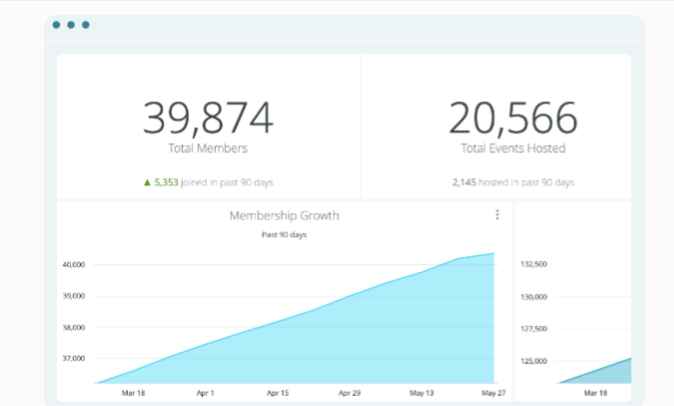 39,874
Total Members
▲ 5,353 joined in past 90 days
20,566
Total Events Hosted
2,145 hosted in past 90 days
Membership Growth
Past 90 days
40,000
39,000
38,000
37,000
Mar 18 Apr 1 Apr 15 Apr 29 May 13 May 27
132,500
130,000
127,500
125,000
Mar 18